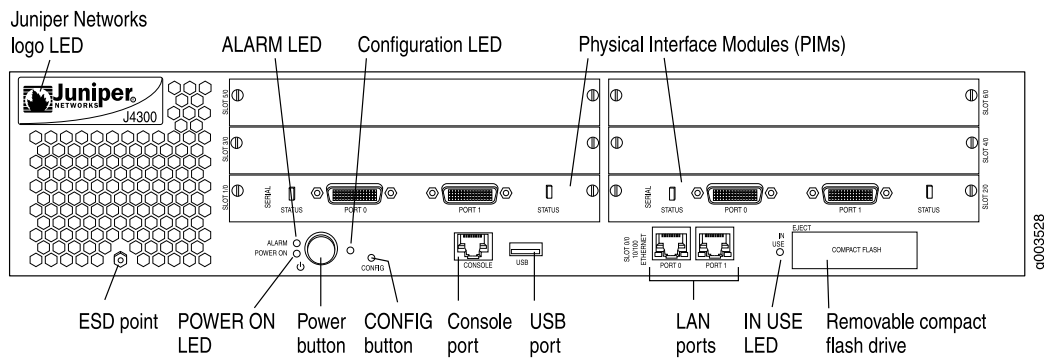 Juniper Networks
logo LED
ALARM LED
Configuration LED
Physical Interface Modules (PIMs)
Juniper
NETWORKS
J4300
SLOT 5/0
SLOT 6/0
SLOT 3/0
SLOT 4/0
SLOT 1/0
SERIAL
STATUS
PORT 0
PORT 1
STATUS
SERIAL
STATUS
PORT 0
PORT 1
STATUS
SLOT 2/0
ALARM
POWER ON
CONFIG
CONSOLE
USB
SLOT 0/0
10/100
ETHERNET
PORT 0
PORT 1
IN
USE
EJECT
COMPACT FLASH
g003528
ESD point
POWER ON
LED
Power
button
CONFIG
button
Console
port
USB
port
LAN
ports
IN USE
LED
Removable compact
flash drive